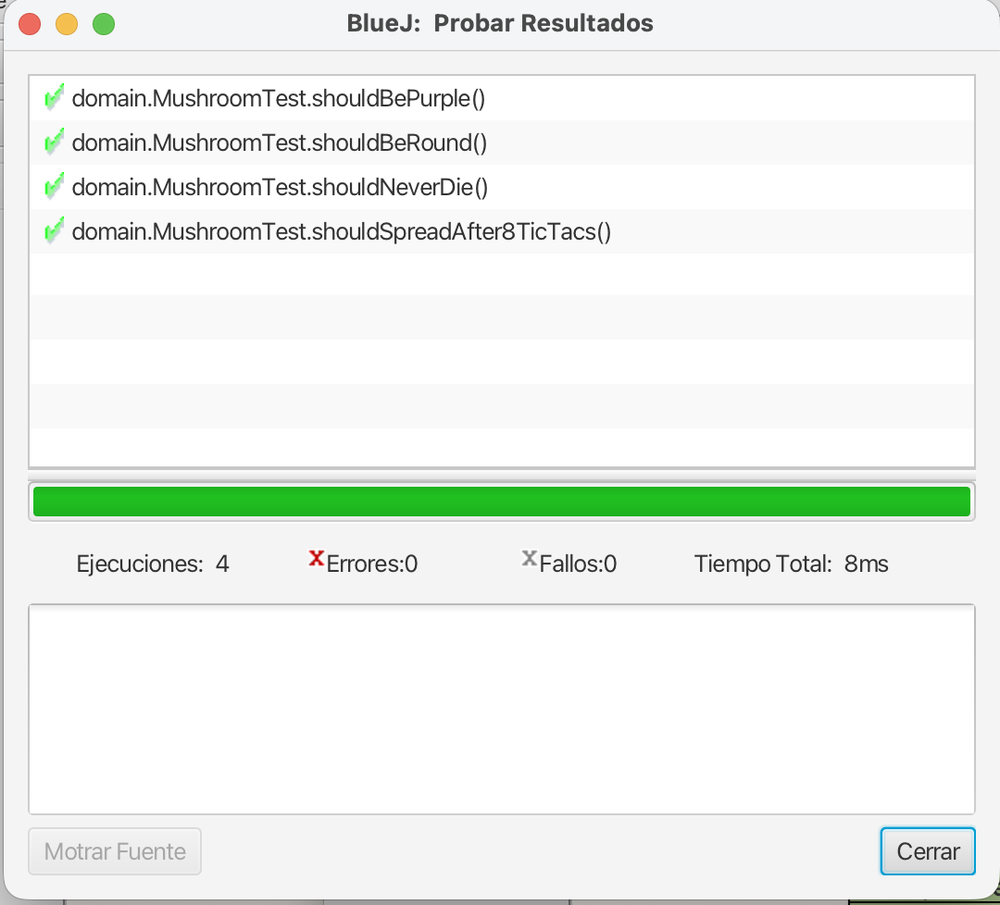 BlueJ: Probar Resultados
domain.MushroomTest.shouldBePurple()
domain.MushroomTest.shouldBeRound()
domain.MushroomTest.shouldNeverDie()
domain.MushroomTest.shouldSpreadAfter8TicTacs()
Ejecuciones: 4 Errores:0 Fallos:0 Tiempo Total: 8ms
Motrar Fuente Cerrar